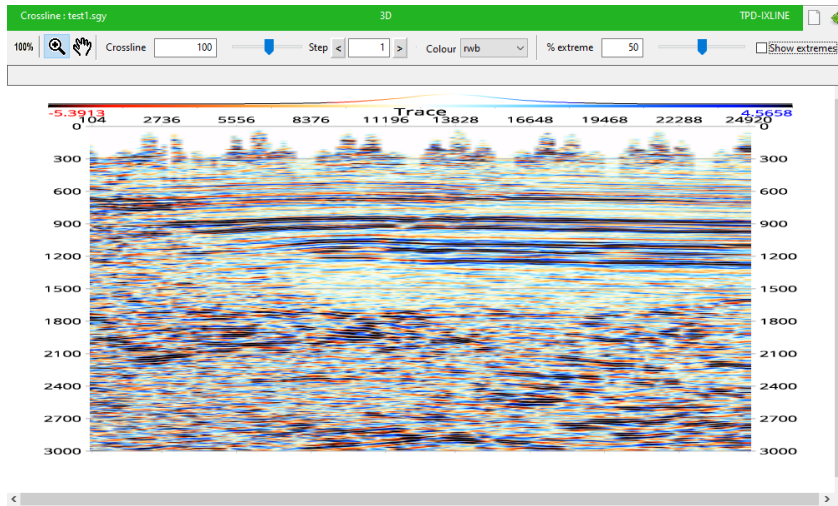 Crossline : test1.sgy 3D TPD-IXLINE
100% Crossline 100 Step < 1 > Colour rwb % extreme 50 Show extremes
-5.3913 Trace 4.5658
104 2736 5556 8376 11196 13828 16648 19468 22288 24920
0 0
300 300
600 600
900 900
1200 1200
1500 1500
1800 1800
2100 2100
2400 2400
2700 2700
3000 3000